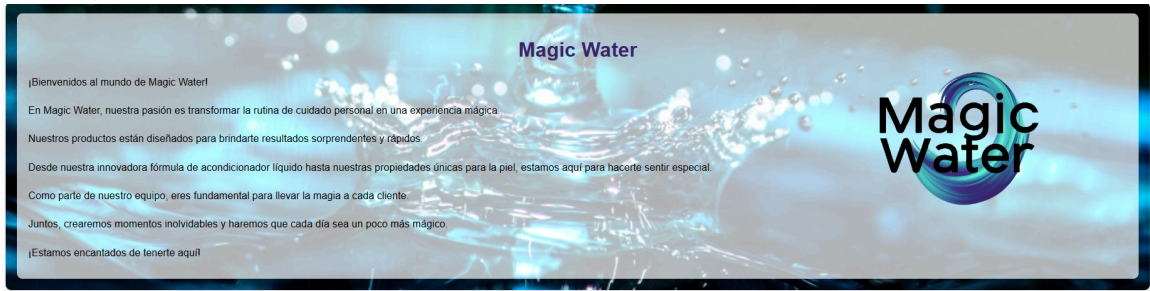 Magic Water
¡Bienvenidos al mundo de Magic Water!
En Magic Water, nuestra pasión es transformar la rutina de cuidado personal en una experiencia mágica.
Nuestros productos están diseñados para brindarte resultados sorprendentes y rápidos.
Desde nuestra innovadora fórmula de acondicionador líquido hasta nuestras propiedades únicas para la piel, estamos aquí para hacerte sentir especial.
Como parte de nuestro equipo, eres fundamental para llevar la magia a cada cliente.
Juntos, crearemos momentos inolvidables y haremos que cada día sea un poco más mágico.
¡Estamos encantados de tenerte aquí!
Magic
Water